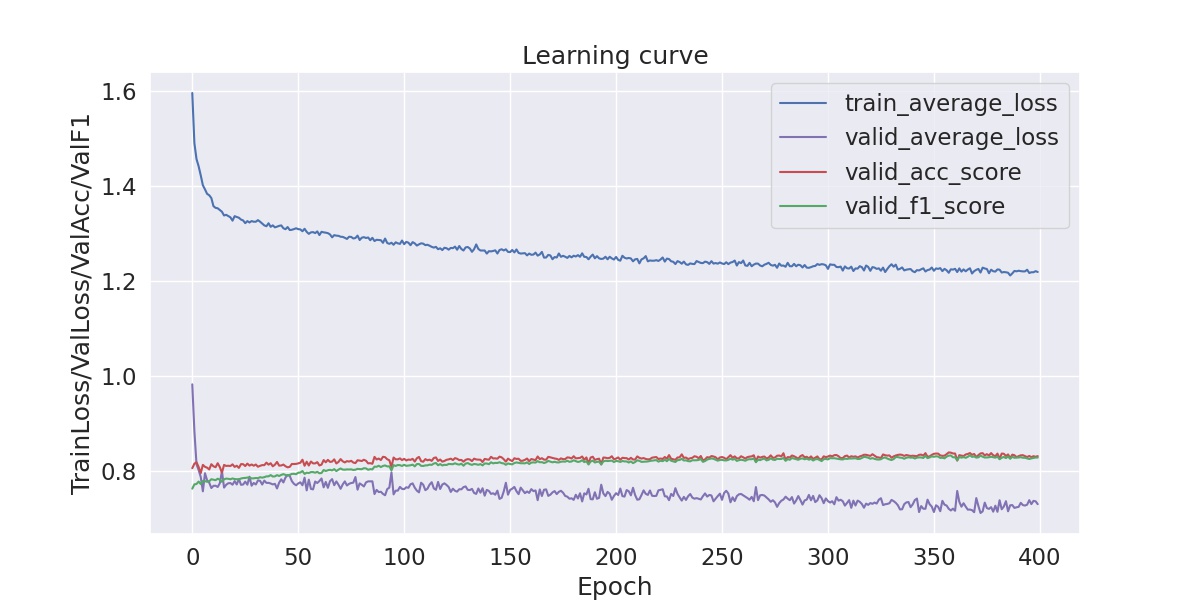 Learning curve
TrainLoss/ValLoss/ValAcc/ValF1
1.6
1.4
1.2
1.0
0.8
train_average_loss
valid_average_loss
valid_acc_score
valid_f1_score
0 50 100 150 200 250 300 350 400
Epoch